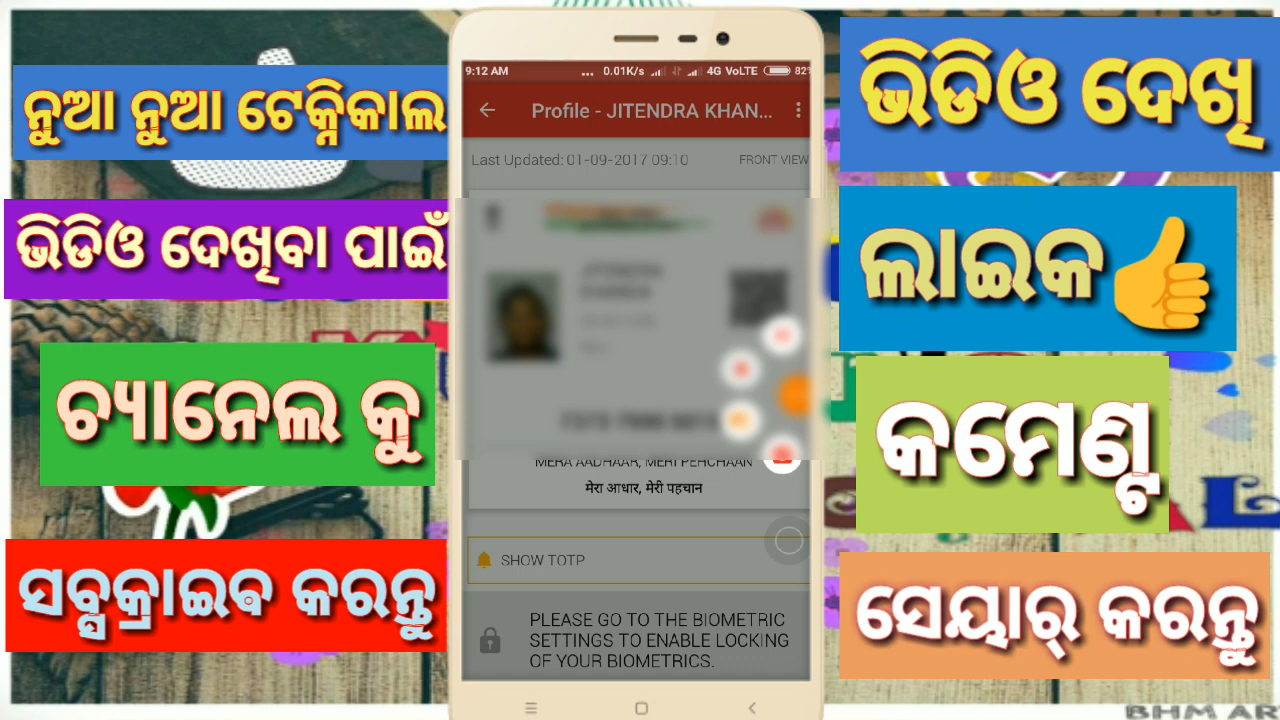 ନୁଆ ନୁଆ ଟେକ୍ନିକାଲ
ଭିଡିଓ ଦେଖିବା ପାଇଁ
ଚ୍ୟାନେଲ କୁ
ସବ୍ସକ୍ରାଇବ କରନ୍ତୁ
9:12 AM ... 0.01K/s 4G VoLTE 82%
Profile - JITENDRA KHAN...
Last Updated: 01-09-2017 09:10 FRONT VIEW
MERA AADHAAR, MERI PEHCHAAN
मेरा आधार, मेरी पहचान
SHOW TOTP
PLEASE GO TO THE BIOMETRIC
SETTINGS TO ENABLE LOCKING
OF YOUR BIOMETRICS.
ଭିଡିଓ ଦେଖି
ଲାଇକ
କମେଣ୍ଟ
ସେୟାର୍ କରନ୍ତୁ
BHM AR